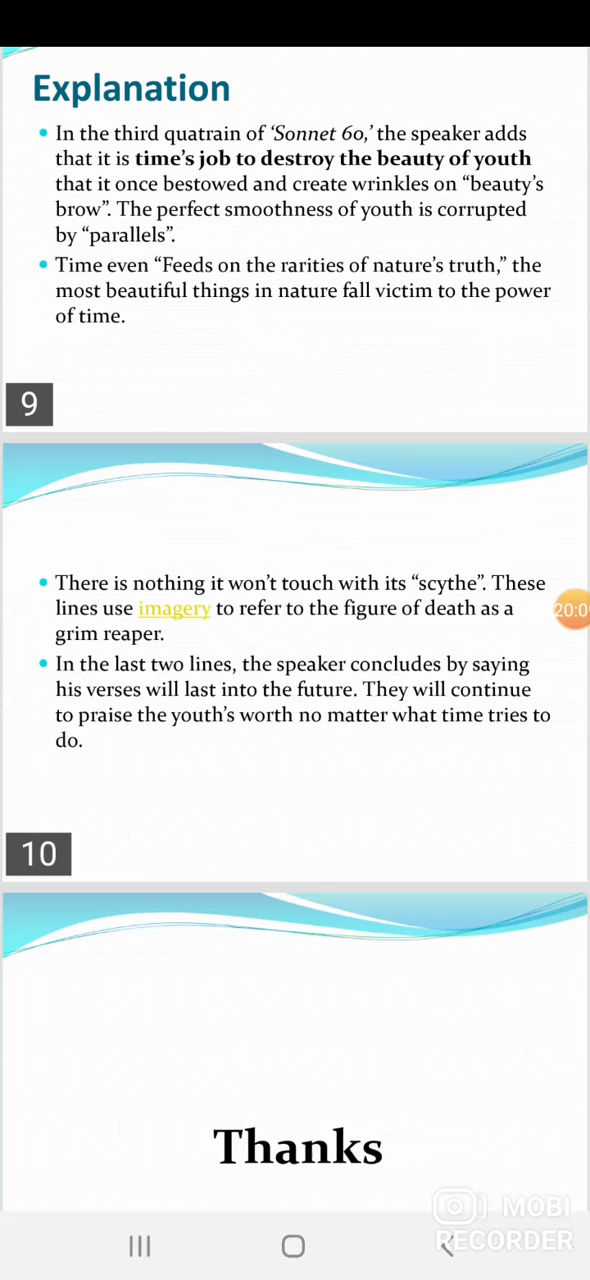 Explanation
• In the third quatrain of ‘Sonnet 60,’ the speaker adds
that it is time’s job to destroy the beauty of youth
that it once bestowed and create wrinkles on “beauty’s
brow”. The perfect smoothness of youth is corrupted
by “parallels”.
• Time even “Feeds on the rarities of nature’s truth,” the
most beautiful things in nature fall victim to the power
of time.
9
• There is nothing it won’t touch with its “scythe”. These
lines use imagery to refer to the figure of death as a
grim reaper.
• In the last two lines, the speaker concludes by saying
his verses will last into the future. They will continue
to praise the youth’s worth no matter what time tries to
do.
10
Thanks
MOBI
RECORDER